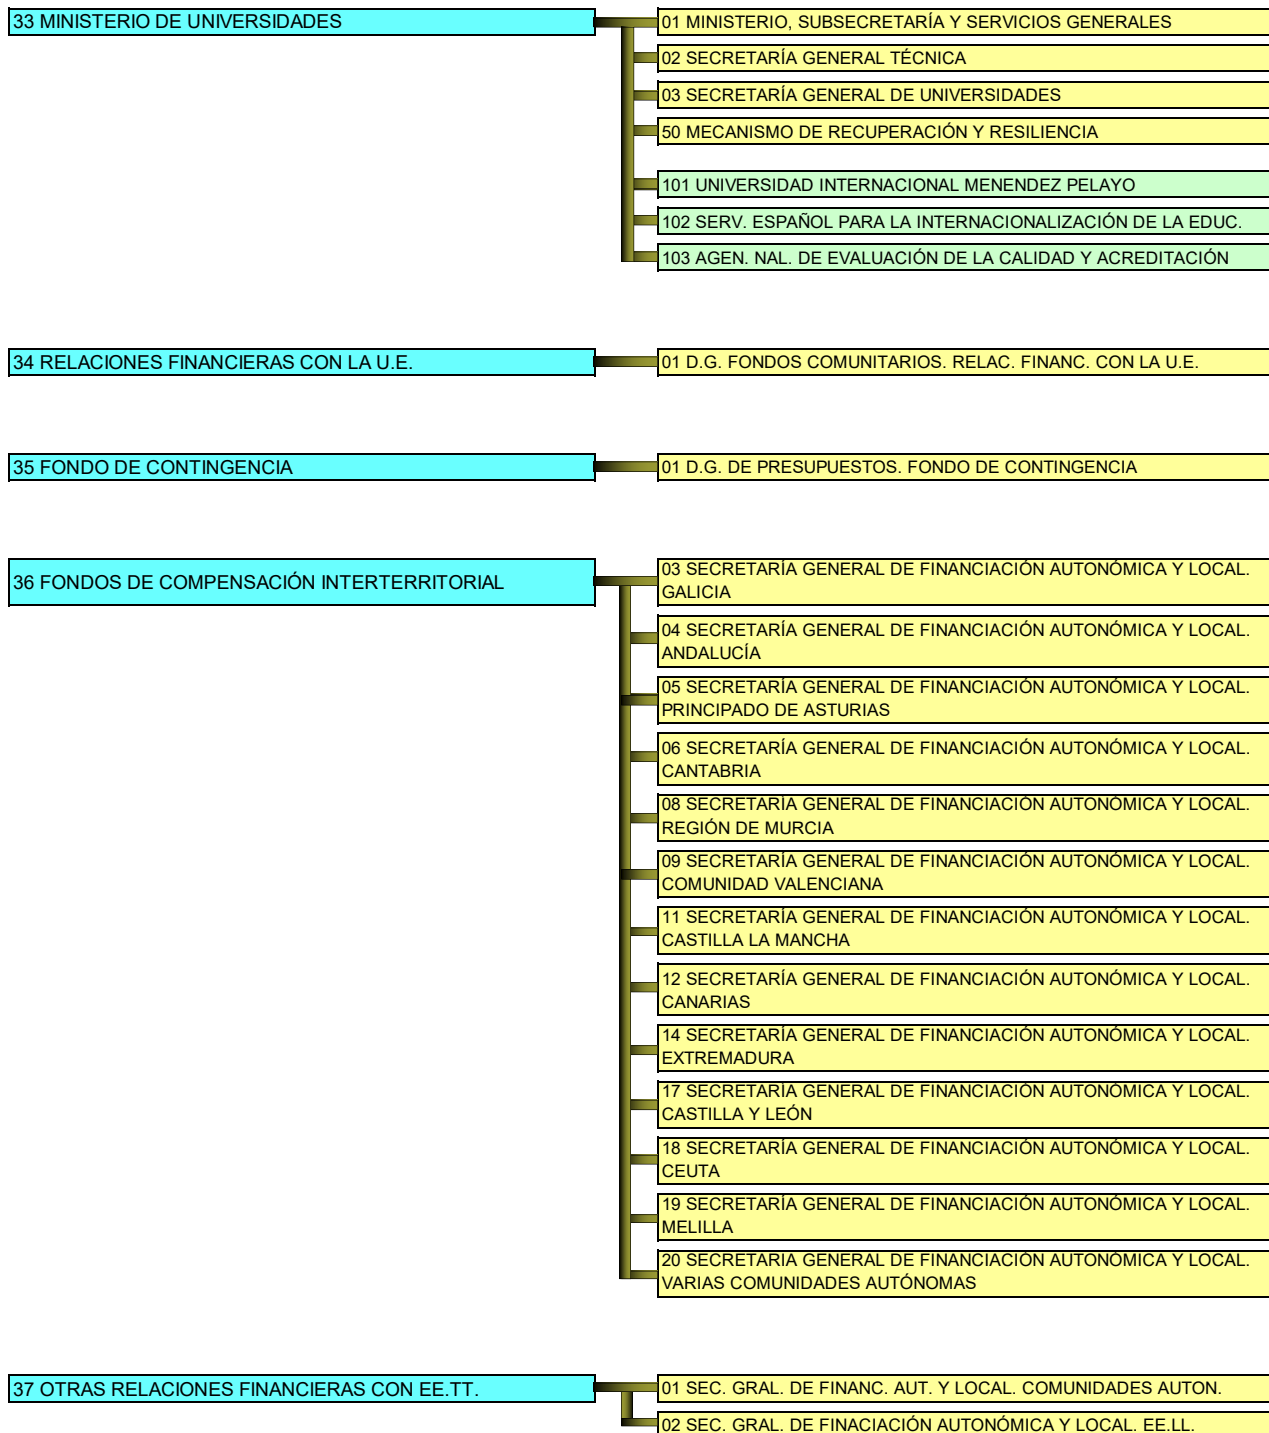 33 MINISTERIO DE UNIVERSIDADES
01 MINISTERIO, SUBSECRETARÍA Y SERVICIOS GENERALES
02 SECRETARÍA GENERAL TÉCNICA
03 SECRETARÍA GENERAL DE UNIVERSIDADES
50 MECANISMO DE RECUPERACIÓN Y RESILIENCIA
101 UNIVERSIDAD INTERNACIONAL MENENDEZ PELAYO
102 SERV. ESPAÑOL PARA LA INTERNACIONALIZACIÓN DE LA EDUC.
103 AGEN. NAL. DE EVALUACIÓN DE LA CALIDAD Y ACREDITACIÓN
34 RELACIONES FINANCIERAS CON LA U.E.
01 D.G. FONDOS COMUNITARIOS. RELAC. FINANC. CON LA U.E.
35 FONDO DE CONTINGENCIA
01 D.G. DE PRESUPUESTOS. FONDO DE CONTINGENCIA
36 FONDOS DE COMPENSACIÓN INTERTERRITORIAL
03 SECRETARÍA GENERAL DE FINANCIACIÓN AUTONÓMICA Y LOCAL.
GALICIA
04 SECRETARÍA GENERAL DE FINANCIACIÓN AUTONÓMICA Y LOCAL.
ANDALUCÍA
05 SECRETARÍA GENERAL DE FINANCIACIÓN AUTONÓMICA Y LOCAL.
PRINCIPADO DE ASTURIAS
06 SECRETARÍA GENERAL DE FINANCIACIÓN AUTONÓMICA Y LOCAL.
CANTABRIA
08 SECRETARÍA GENERAL DE FINANCIACIÓN AUTONÓMICA Y LOCAL.
REGIÓN DE MURCIA
09 SECRETARÍA GENERAL DE FINANCIACIÓN AUTONÓMICA Y LOCAL.
COMUNIDAD VALENCIANA
11 SECRETARÍA GENERAL DE FINANCIACIÓN AUTONÓMICA Y LOCAL.
CASTILLA LA MANCHA
12 SECRETARÍA GENERAL DE FINANCIACIÓN AUTONÓMICA Y LOCAL.
CANARIAS
14 SECRETARÍA GENERAL DE FINANCIACIÓN AUTONÓMICA Y LOCAL.
EXTREMADURA
17 SECRETARÍA GENERAL DE FINANCIACIÓN AUTONÓMICA Y LOCAL.
CASTILLA Y LEÓN
18 SECRETARÍA GENERAL DE FINANCIACIÓN AUTONÓMICA Y LOCAL.
CEUTA
19 SECRETARÍA GENERAL DE FINANCIACIÓN AUTONÓMICA Y LOCAL.
MELILLA
20 SECRETARÍA GENERAL DE FINANCIACIÓN AUTONÓMICA Y LOCAL.
VARIAS COMUNIDADES AUTÓNOMAS
37 OTRAS RELACIONES FINANCIERAS CON EE.TT.
01 SEC. GRAL. DE FINANC. AUT. Y LOCAL. COMUNIDADES AUTON.
02 SEC. GRAL. DE FINACIACIÓN AUTONÓMICA Y LOCAL. EE.LL.